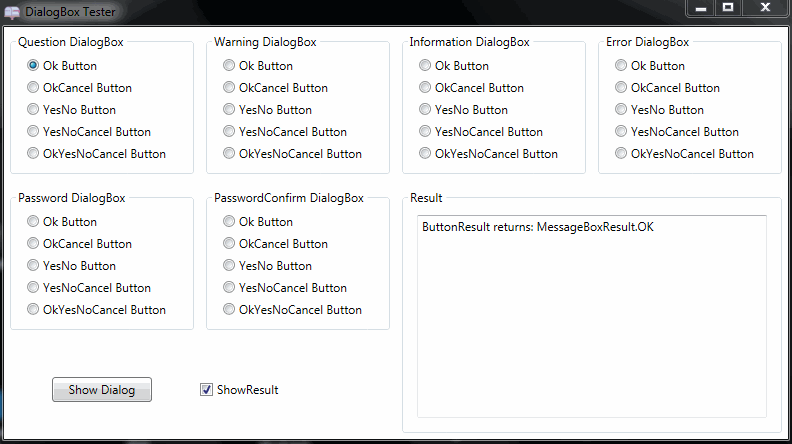 DialogBox Tester
Question DialogBox
Ok Button
OkCancel Button
YesNo Button
YesNoCancel Button
OkYesNoCancel Button
Warning DialogBox
Ok Button
OkCancel Button
YesNo Button
YesNoCancel Button
OkYesNoCancel Button
Information DialogBox
Ok Button
OkCancel Button
YesNo Button
YesNoCancel Button
OkYesNoCancel Button
Error DialogBox
Ok Button
OkCancel Button
YesNo Button
YesNoCancel Button
OkYesNoCancel Button
Password DialogBox
Ok Button
OkCancel Button
YesNo Button
YesNoCancel Button
OkYesNoCancel Button
PasswordConfirm DialogBox
Ok Button
OkCancel Button
YesNo Button
YesNoCancel Button
OkYesNoCancel Button
Result
ButtonResult returns: MessageBoxResult.OK
Show Dialog
ShowResult